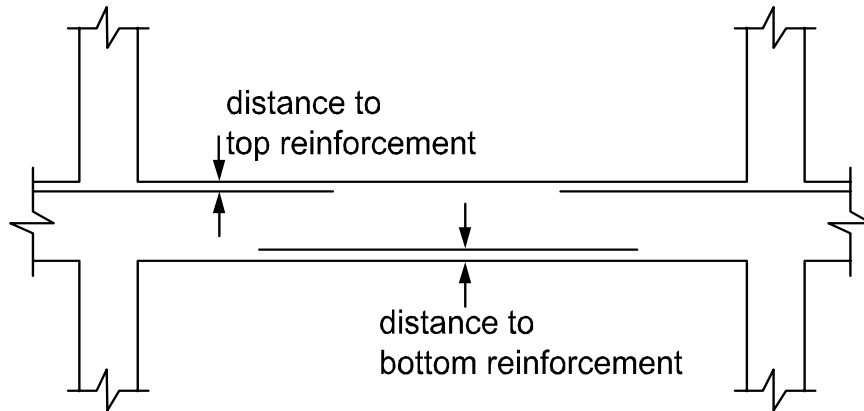 distance to
top reinforcement
distance to
bottom reinforcement